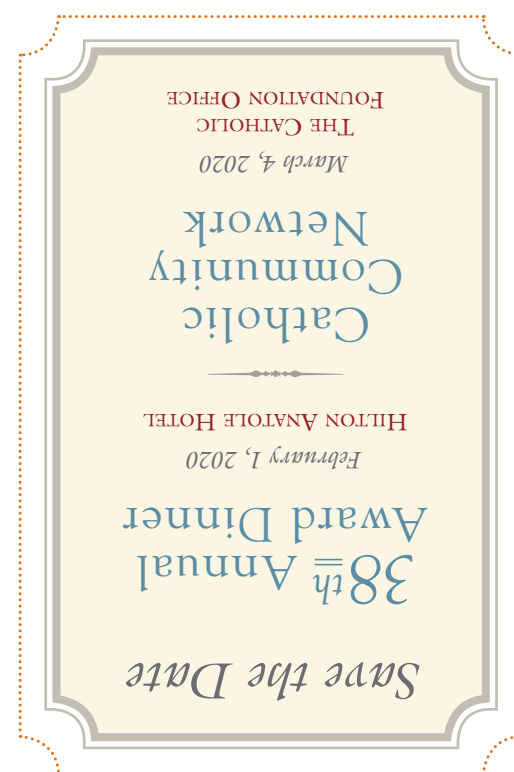 Save the Date
38th Annual
Award Dinner
February 1, 2020
Hilton Anatole Hotel
Catholic
Community
Network
March 4, 2020
The Catholic
Foundation Office